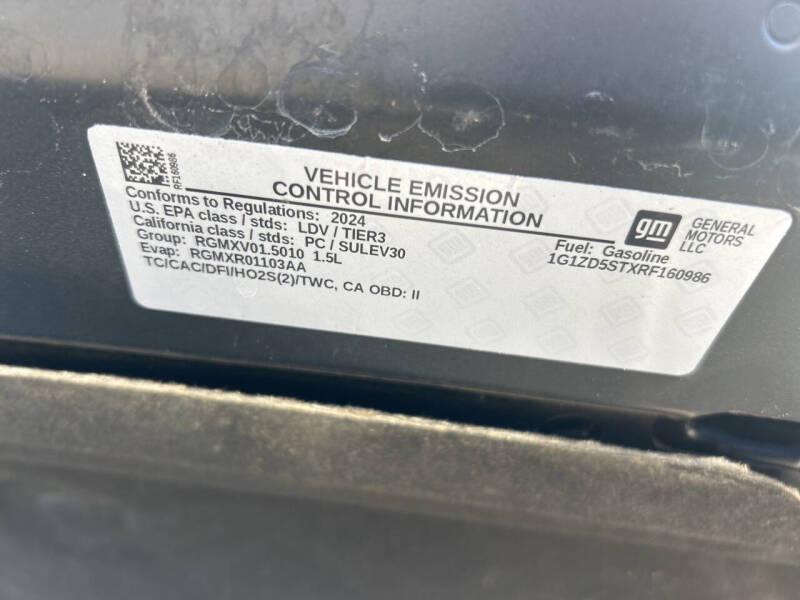 RF160986
VEHICLE EMISSION
CONTROL INFORMATION
Conforms to Regulations: 2024
U.S. EPA class / stds: LDV / TIER3
California class / stds: PC / SULEV30
Group: RGMXV01.5010 1.5L
Evap: RGMXR01103AA
TC/CAC/DFI/HO2S(2)/TWC, CA OBD: II
gm
GENERAL
MOTORS
LLC
Fuel: Gasoline
1G1ZD5STXRF160986